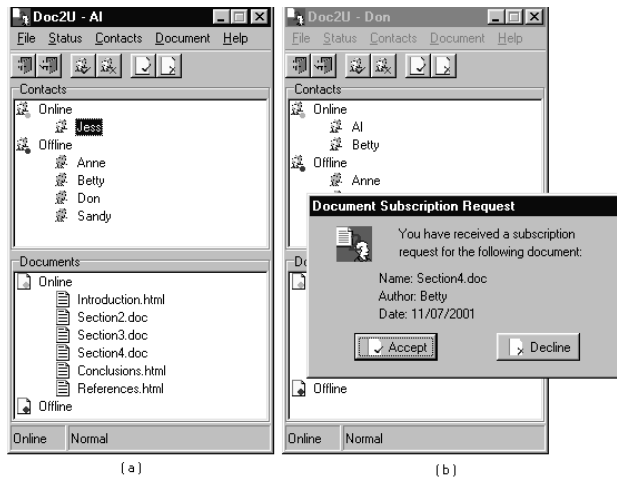 Doc2U - Al
File Status Contacts Document Help
Contacts
Online
Jess
Offline
Anne
Betty
Don
Sandy
Documents
Online
Introduction.html
Section2.doc
Section3.doc
Section4.doc
Conclusions.html
References.html
Offline
Online Normal
(a)
Doc2U - Don
File Status Contacts Document Help
Contacts
Online
Al
Betty
Offline
Anne
Document Subscription Request
You have received a subscription
request for the following document:
Name: Section4.doc
Author: Betty
Date: 11/07/2001
Accept Decline
Do
Offline
Online Normal
(b)